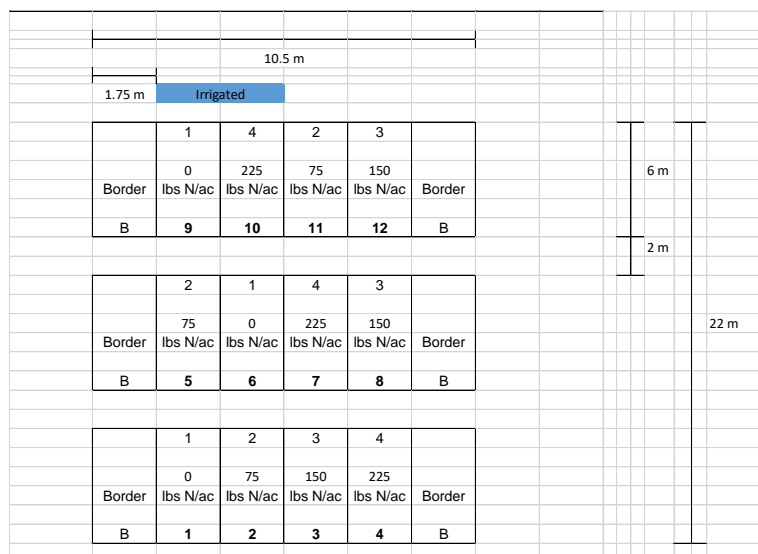 10.5 m
1.75 m Irrigated
1 4 2 3
0 225 75 150 6 m
Border lbs N/ac lbs N/ac lbs N/ac lbs N/ac Border
B 9 10 11 12 B
2 m
2 1 4 3
75 0 225 150 22 m
Border lbs N/ac lbs N/ac lbs N/ac lbs N/ac Border
B 5 6 7 8 B
1 2 3 4
0 75 150 225
Border lbs N/ac lbs N/ac lbs N/ac lbs N/ac Border
B 1 2 3 4 B